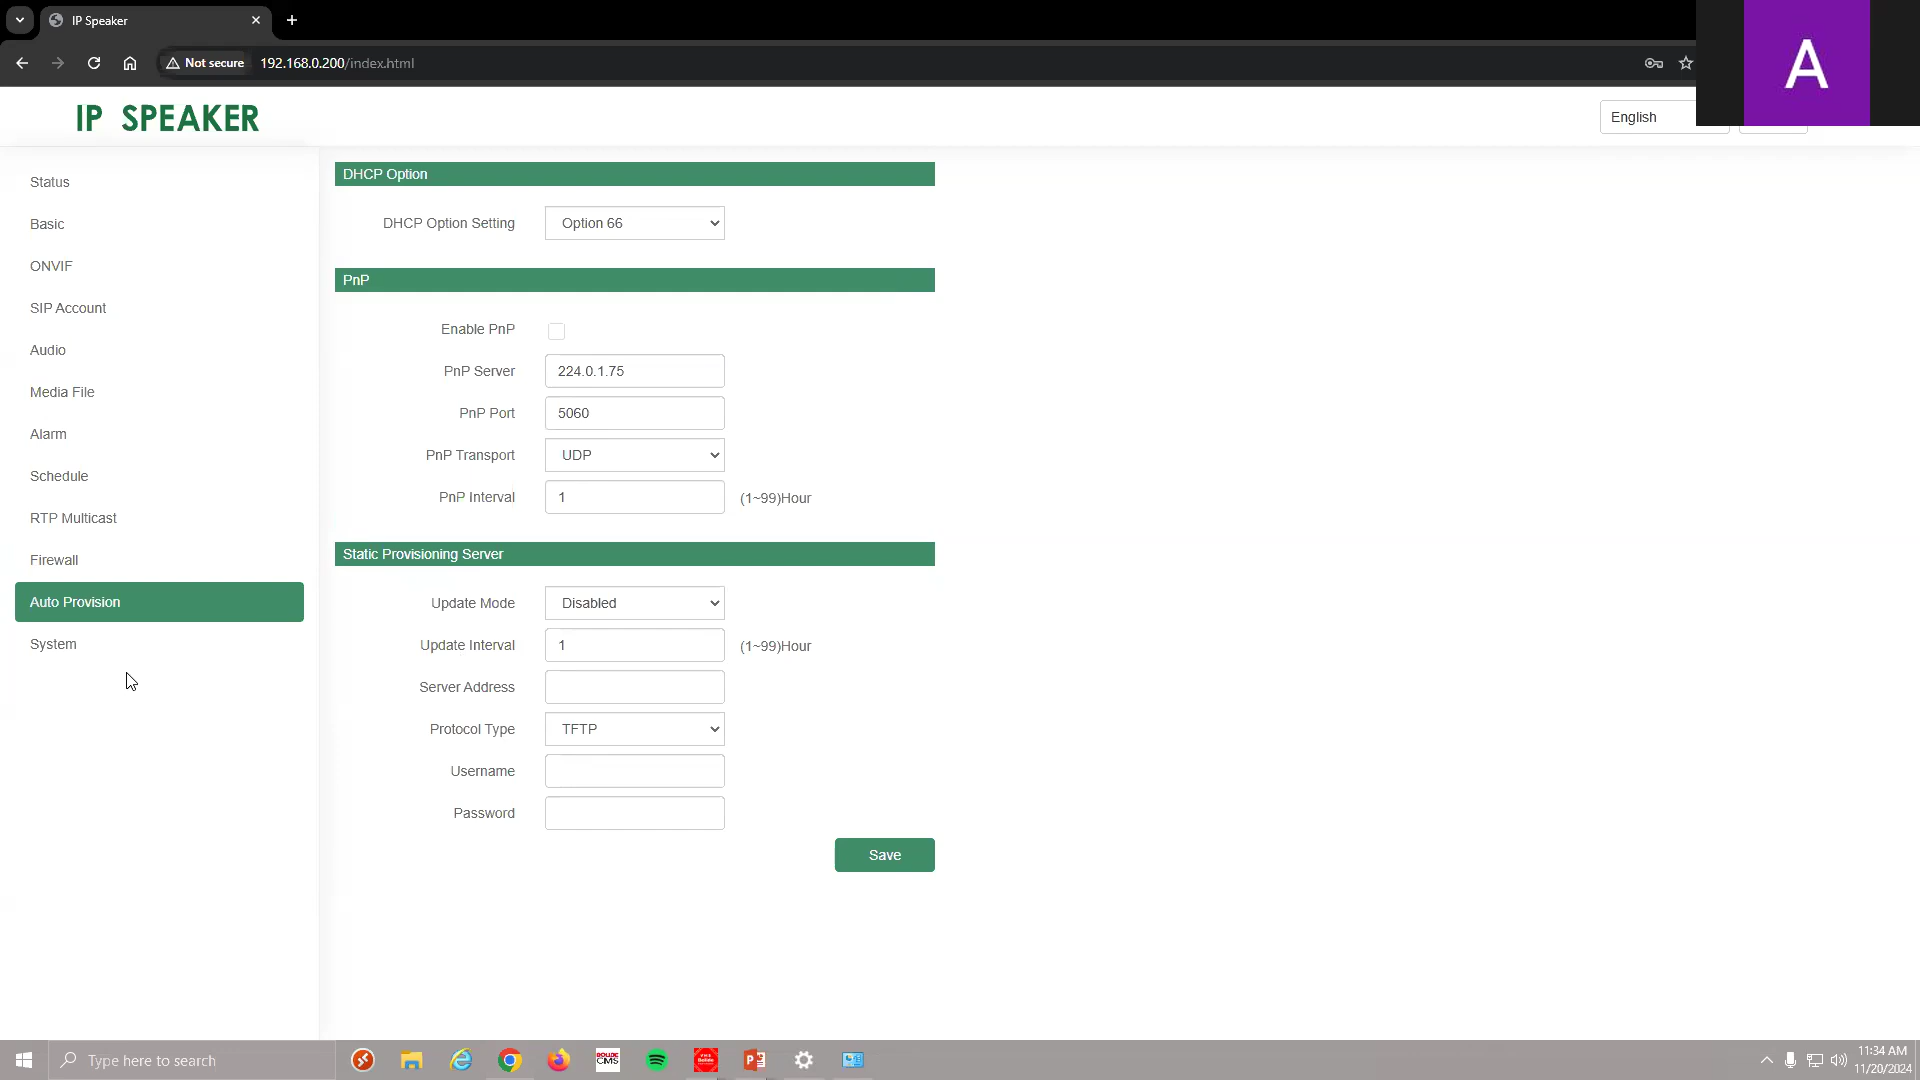 IP Speaker
Not secure
192.168.0.200/index.html
A
IP SPEAKER
English
Status
Basic
ONVIF
SIP Account
Audio
Media File
Alarm
Schedule
RTP Multicast
Firewall
Auto Provision
System
DHCP Option
DHCP Option Setting
Option 66
PnP
Enable PnP
PnP Server
224.0.1.75
PnP Port
5060
PnP Transport
UDP
PnP Interval
1
(1~99)Hour
Static Provisioning Server
Update Mode
Disabled
Update Interval
1
(1~99)Hour
Server Address
Protocol Type
TFTP
Username
Password
Save
Type here to search
CMS
11:34 AM
11/20/2024